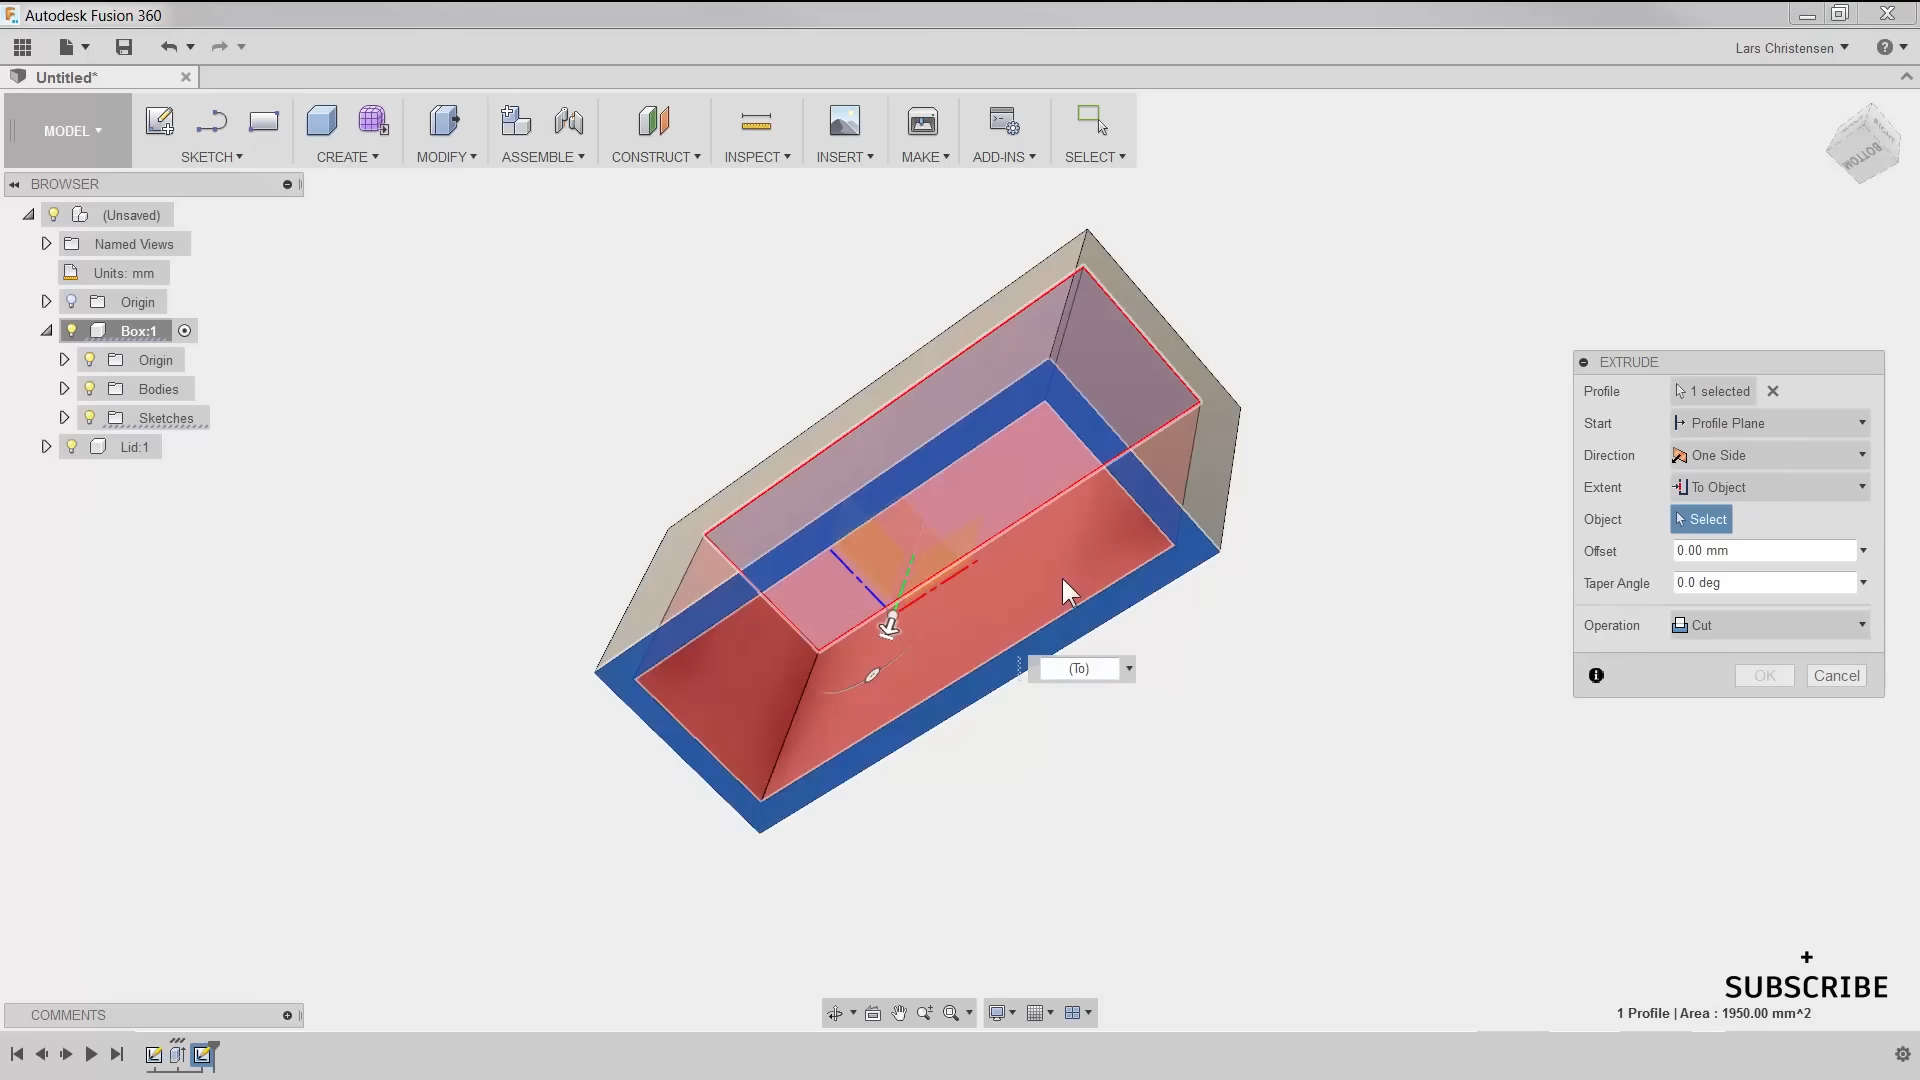 Autodesk Fusion 360
Lars Christensen
Untitled*
MODEL
SKETCH
CREATE
MODIFY
ASSEMBLE
CONSTRUCT
INSPECT
INSERT
MAKE
ADD-INS
SELECT
RIGHT
BOTTOM
BROWSER
(Unsaved)
Named Views
Units: mm
Origin
Box:1
Origin
Bodies
Sketches
Lid:1
EXTRUDE
Profile 1 selected
Start Profile Plane
Direction One Side
Extent To Object
Object Select
Offset 0.00 mm
Taper Angle 0.0 deg
Operation Cut
OK Cancel
(To)
SUBSCRIBE
1 Profile | Area : 1950.00 mm^2
COMMENTS